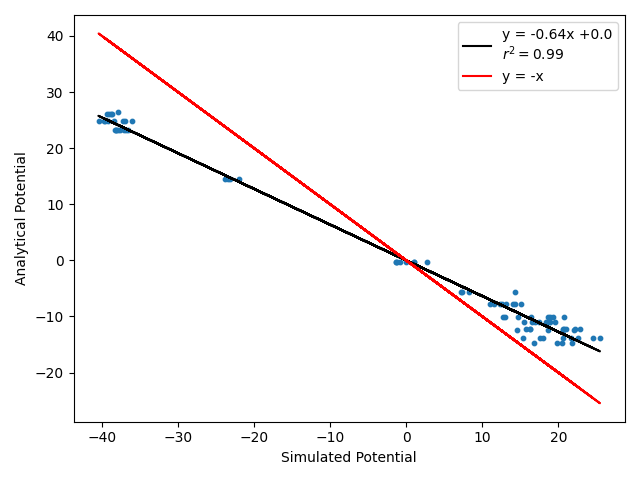 y = -0.64x +0.0
r² = 0.99
y = -x
40
30
20
10
0
−10
−20
Analytical Potential
−40
−30
−20
−10
0
10
20
Simulated Potential